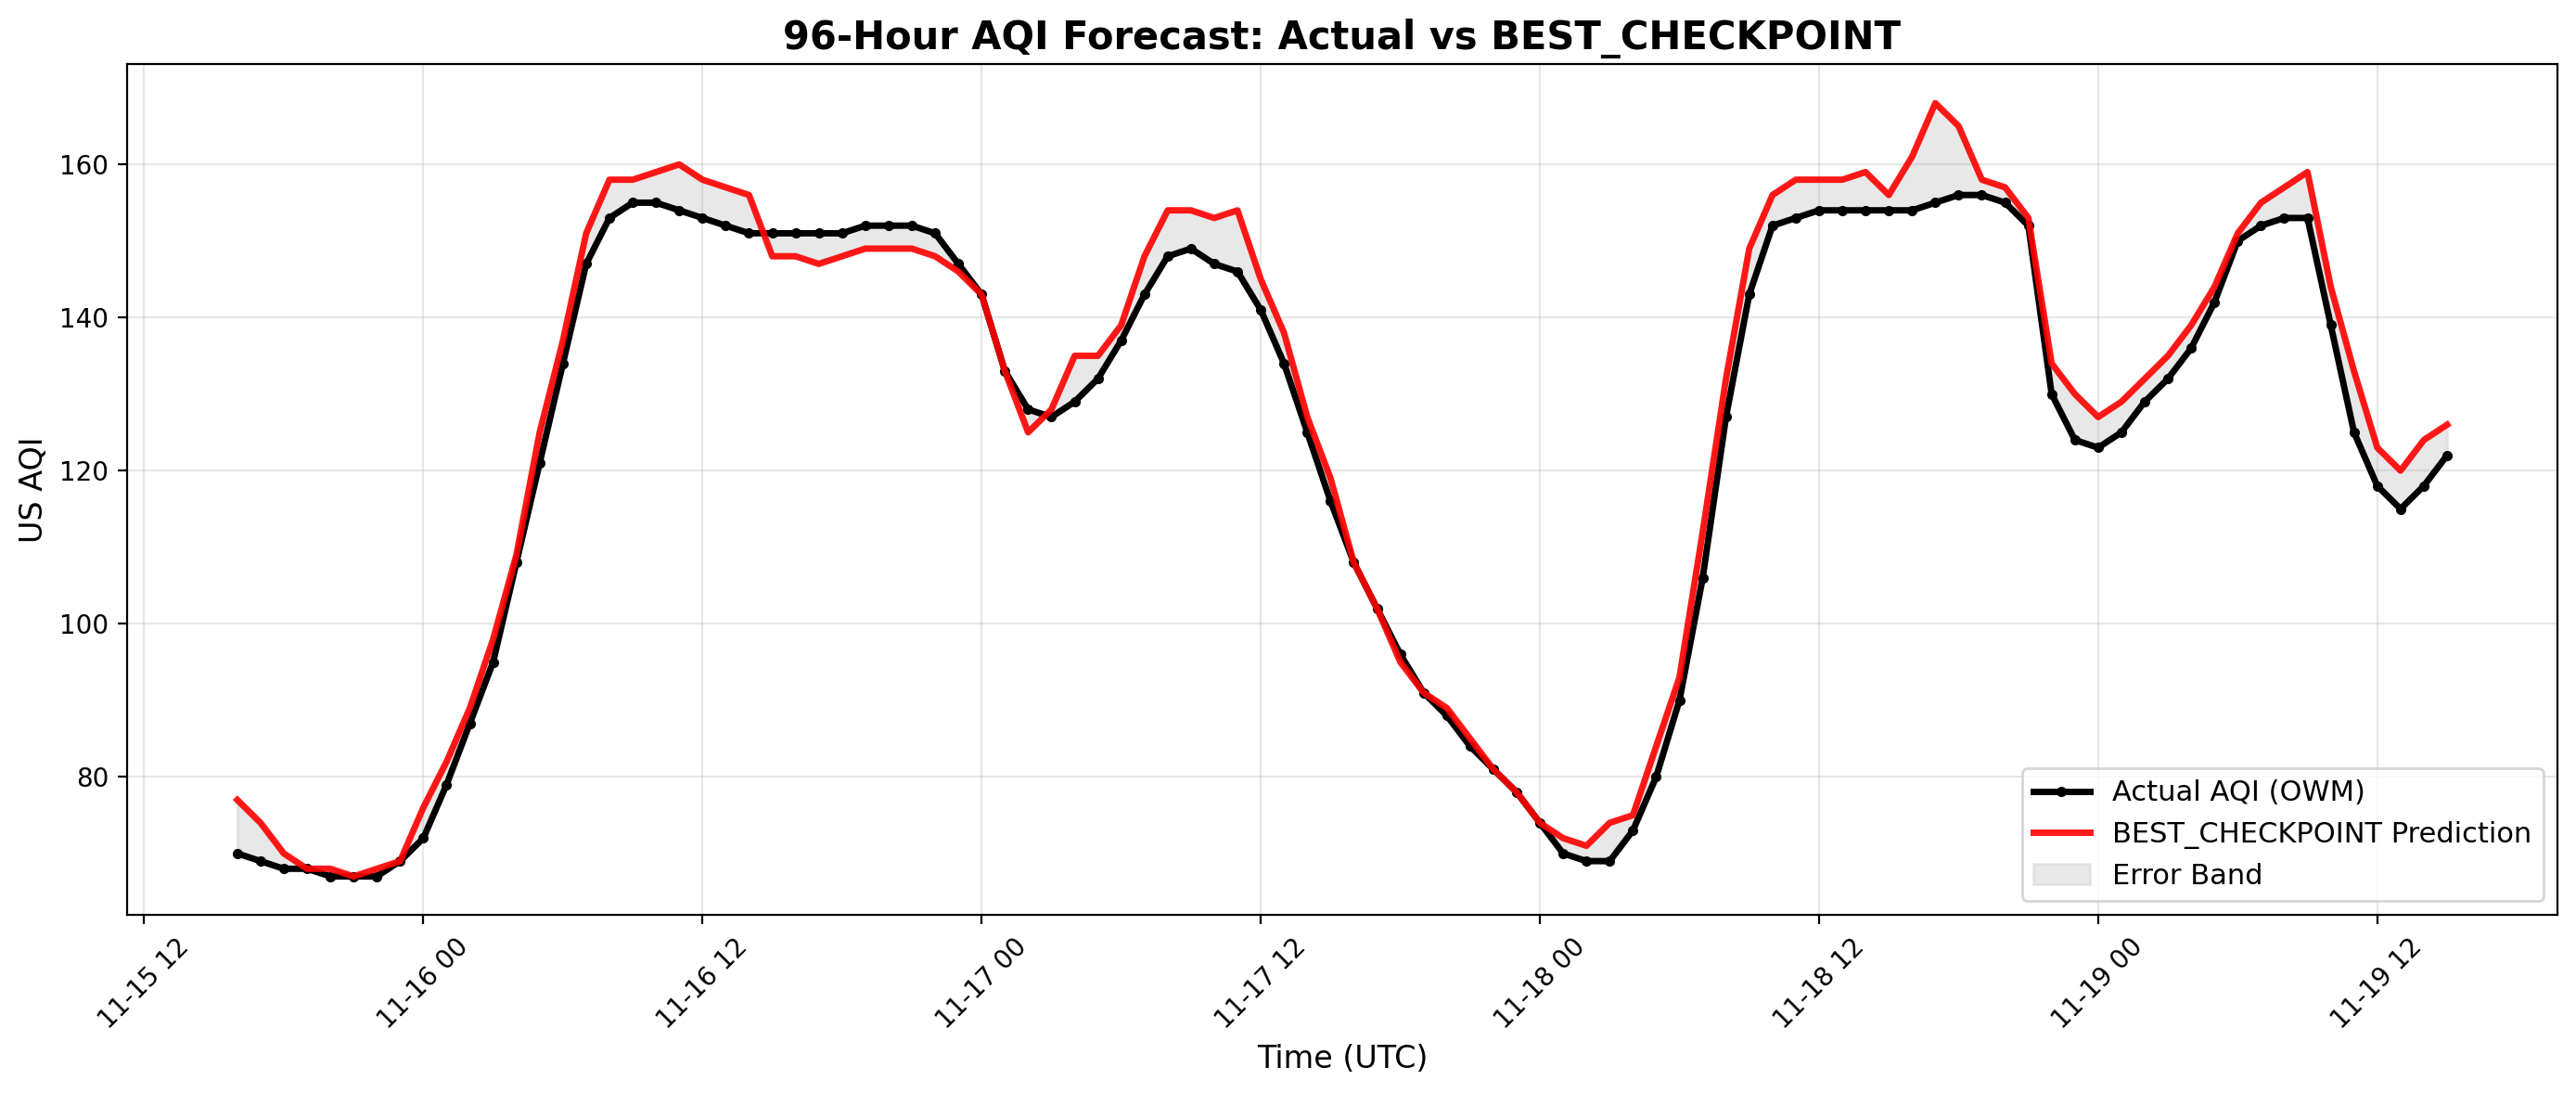 96-Hour AQI Forecast: Actual vs BEST_CHECKPOINT
US AQI
160
140
120
100
80
Actual AQI (OWM)
BEST_CHECKPOINT Prediction
Error Band
11-15 12
11-16 00
11-16 12
11-17 00
11-17 12
11-18 00
11-18 12
11-19 00
11-19 12
Time (UTC)